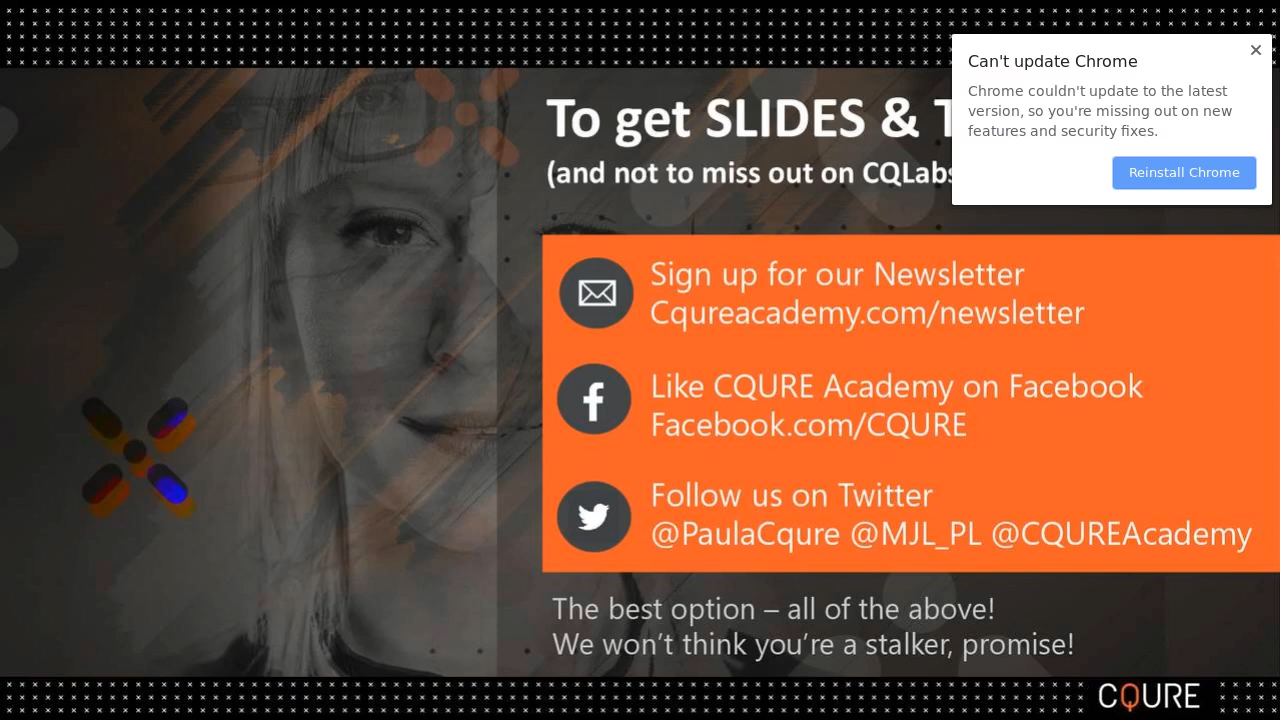 To get SLIDES &
(and not to miss out on CQLabs
Can't update Chrome
Chrome couldn't update to the latest
version, so you're missing out on new
features and security fixes.
Reinstall Chrome
Sign up for our Newsletter
Cqureacademy.com/newsletter
Like CQURE Academy on Facebook
Facebook.com/CQURE
Follow us on Twitter
@PaulaCqure @MJL_PL @CQUREAcademy
The best option – all of the above!
We won't think you're a stalker, promise!
CQURE